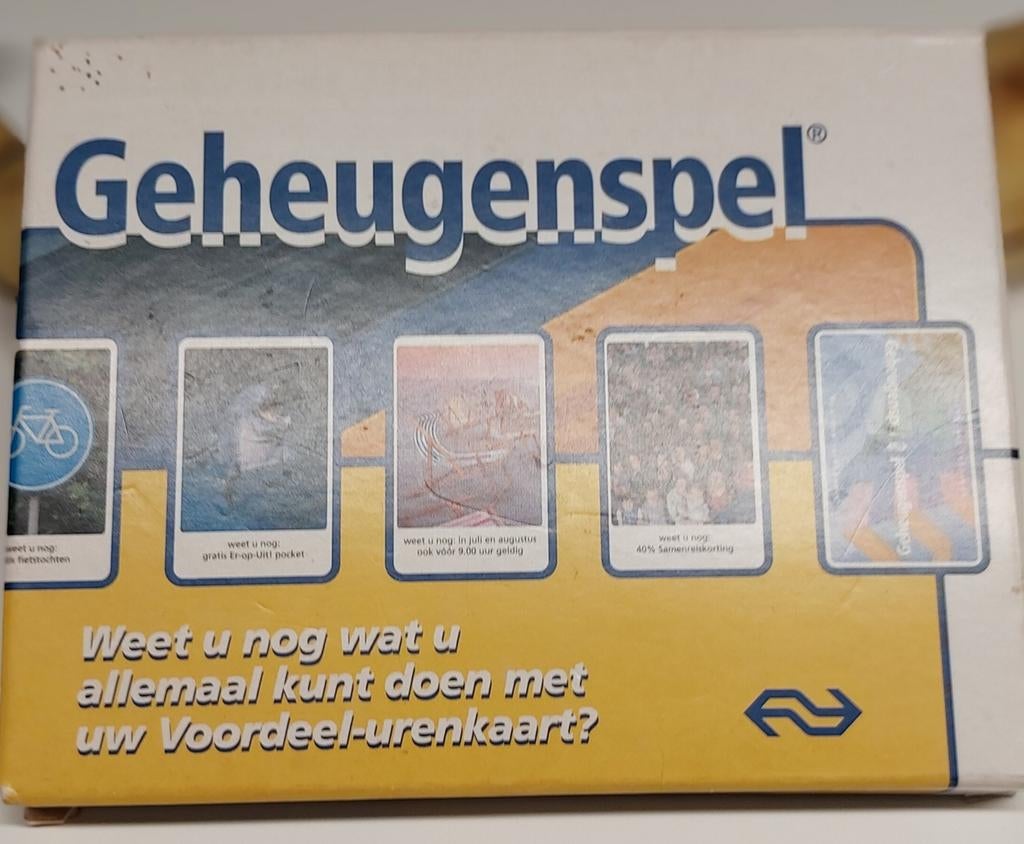 Geheugenspel®
weet u nog:
fietstochten
weet u nog:
gratis Er-op-Uit! pocket
weet u nog: in juli en augustus
ook vóór 9.00 uur geldig
weet u nog:
40% Samenreiskorting
Geheugenspel
Weet u nog wat u
allemaal kunt doen met
uw Voordeel-urenkaart?